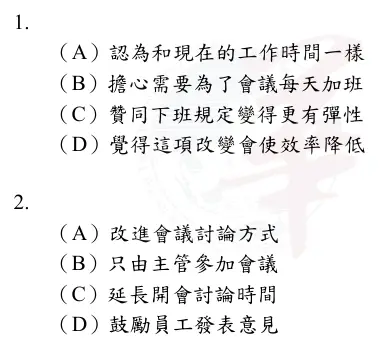 1.
（A）認為和現在的工作時間一樣
（B）擔心需要為了會議每天加班
（C）贊同下班規定變得更有彈性
（D）覺得這項改變會使效率降低
2.
（A）改進會議討論方式
（B）只由主管參加會議
（C）延長開會討論時間
（D）鼓勵員工發表意見